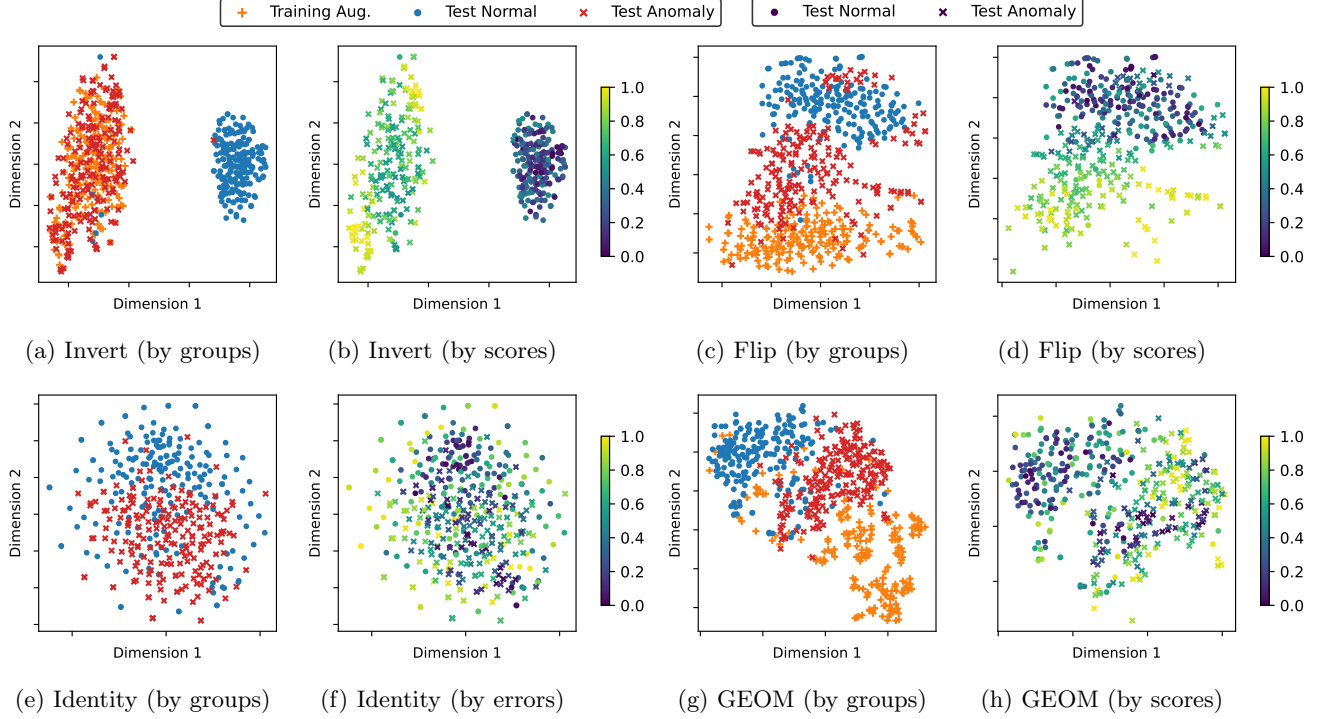 Training Aug. Test Normal Test Anomaly Test Normal Test Anomaly
Dimension 2
Dimension 1
1.0
0.8
0.6
0.4
0.2
0.0
Dimension 2
Dimension 1
Dimension 2
Dimension 1
1.0
0.8
0.6
0.4
0.2
0.0
Dimension 2
Dimension 1
(a) Invert (by groups)
(b) Invert (by scores)
(c) Flip (by groups)
(d) Flip (by scores)
Dimension 2
Dimension 1
1.0
0.8
0.6
0.4
0.2
0.0
Dimension 2
Dimension 1
Dimension 2
Dimension 1
1.0
0.8
0.6
0.4
0.2
0.0
Dimension 2
Dimension 1
(e) Identity (by groups)
(f) Identity (by errors)
(g) GEOM (by groups)
(h) GEOM (by scores)